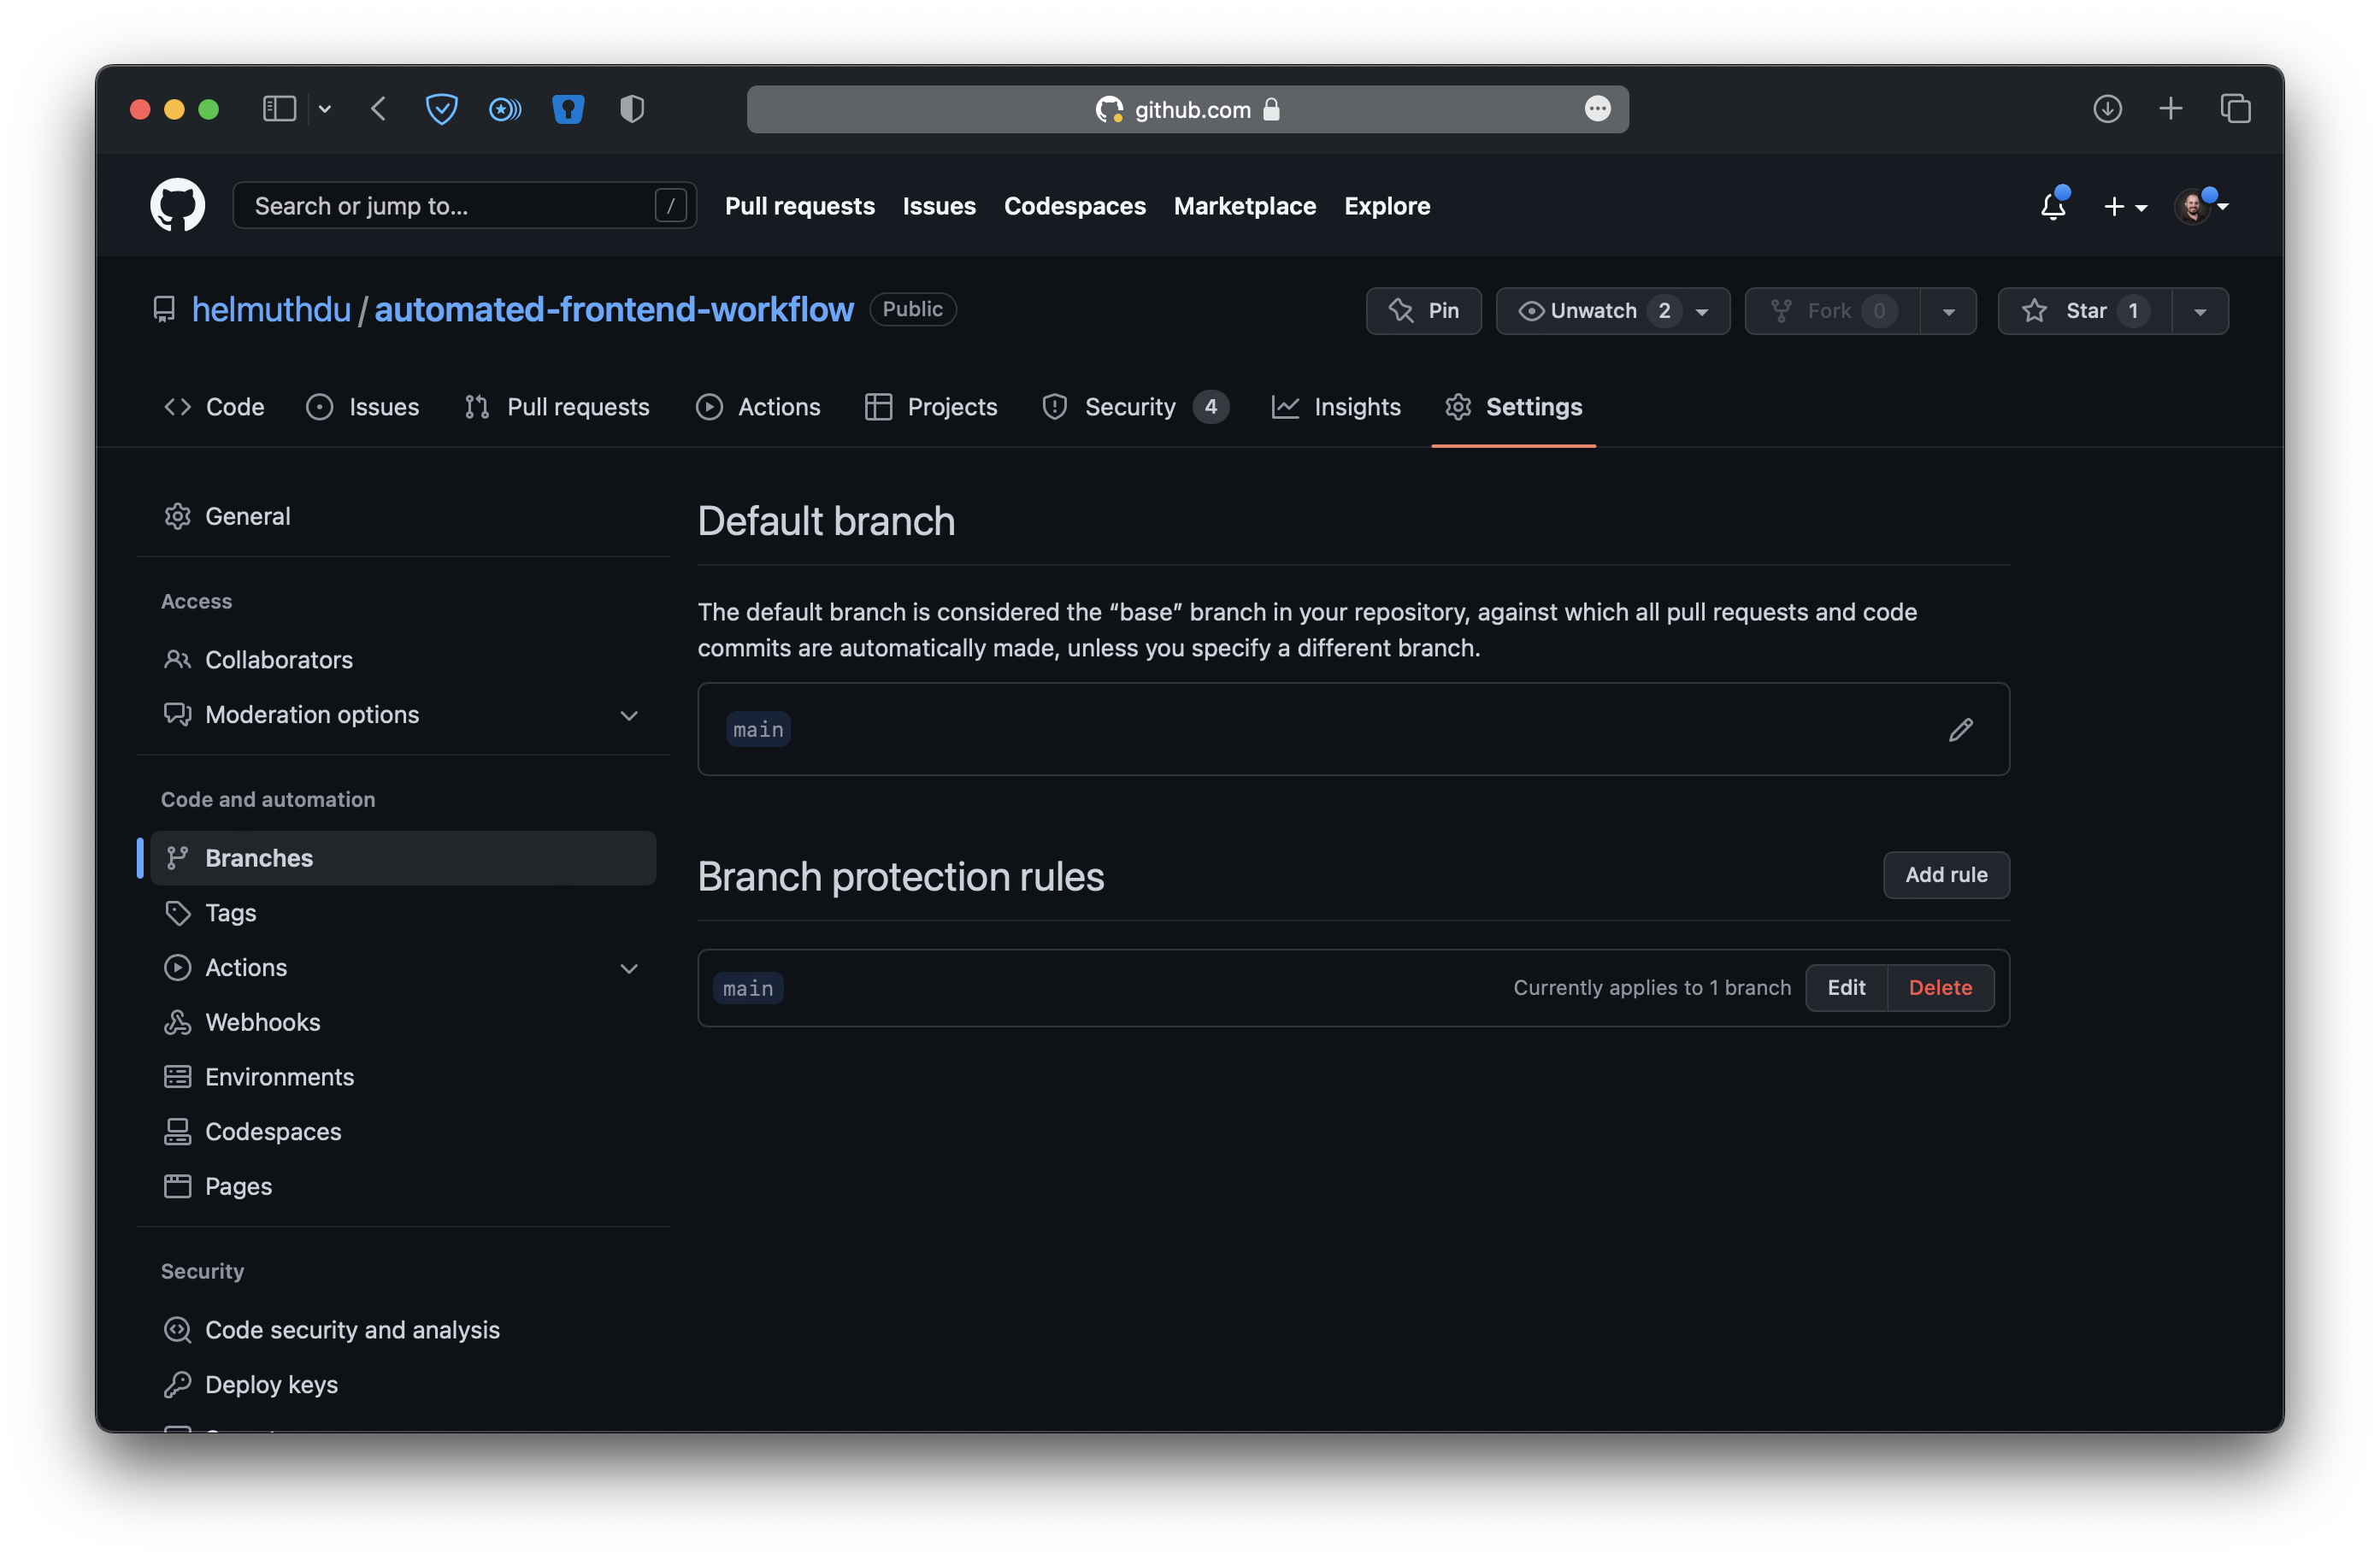 github.com
Search or jump to... /
Pull requests Issues Codespaces Marketplace Explore
helmuthdu / automated-frontend-workflow Public
Pin
Unwatch 2
Fork 0
Star 1
Code
Issues
Pull requests
Actions
Projects
Security 4
Insights
Settings
General
Access
Collaborators
Moderation options
Code and automation
Branches
Tags
Actions
Webhooks
Environments
Codespaces
Pages
Security
Code security and analysis
Deploy keys
Default branch
The default branch is considered the “base” branch in your repository, against which all pull requests and code
commits are automatically made, unless you specify a different branch.
main
Branch protection rules
Add rule
main
Currently applies to 1 branch
Edit
Delete